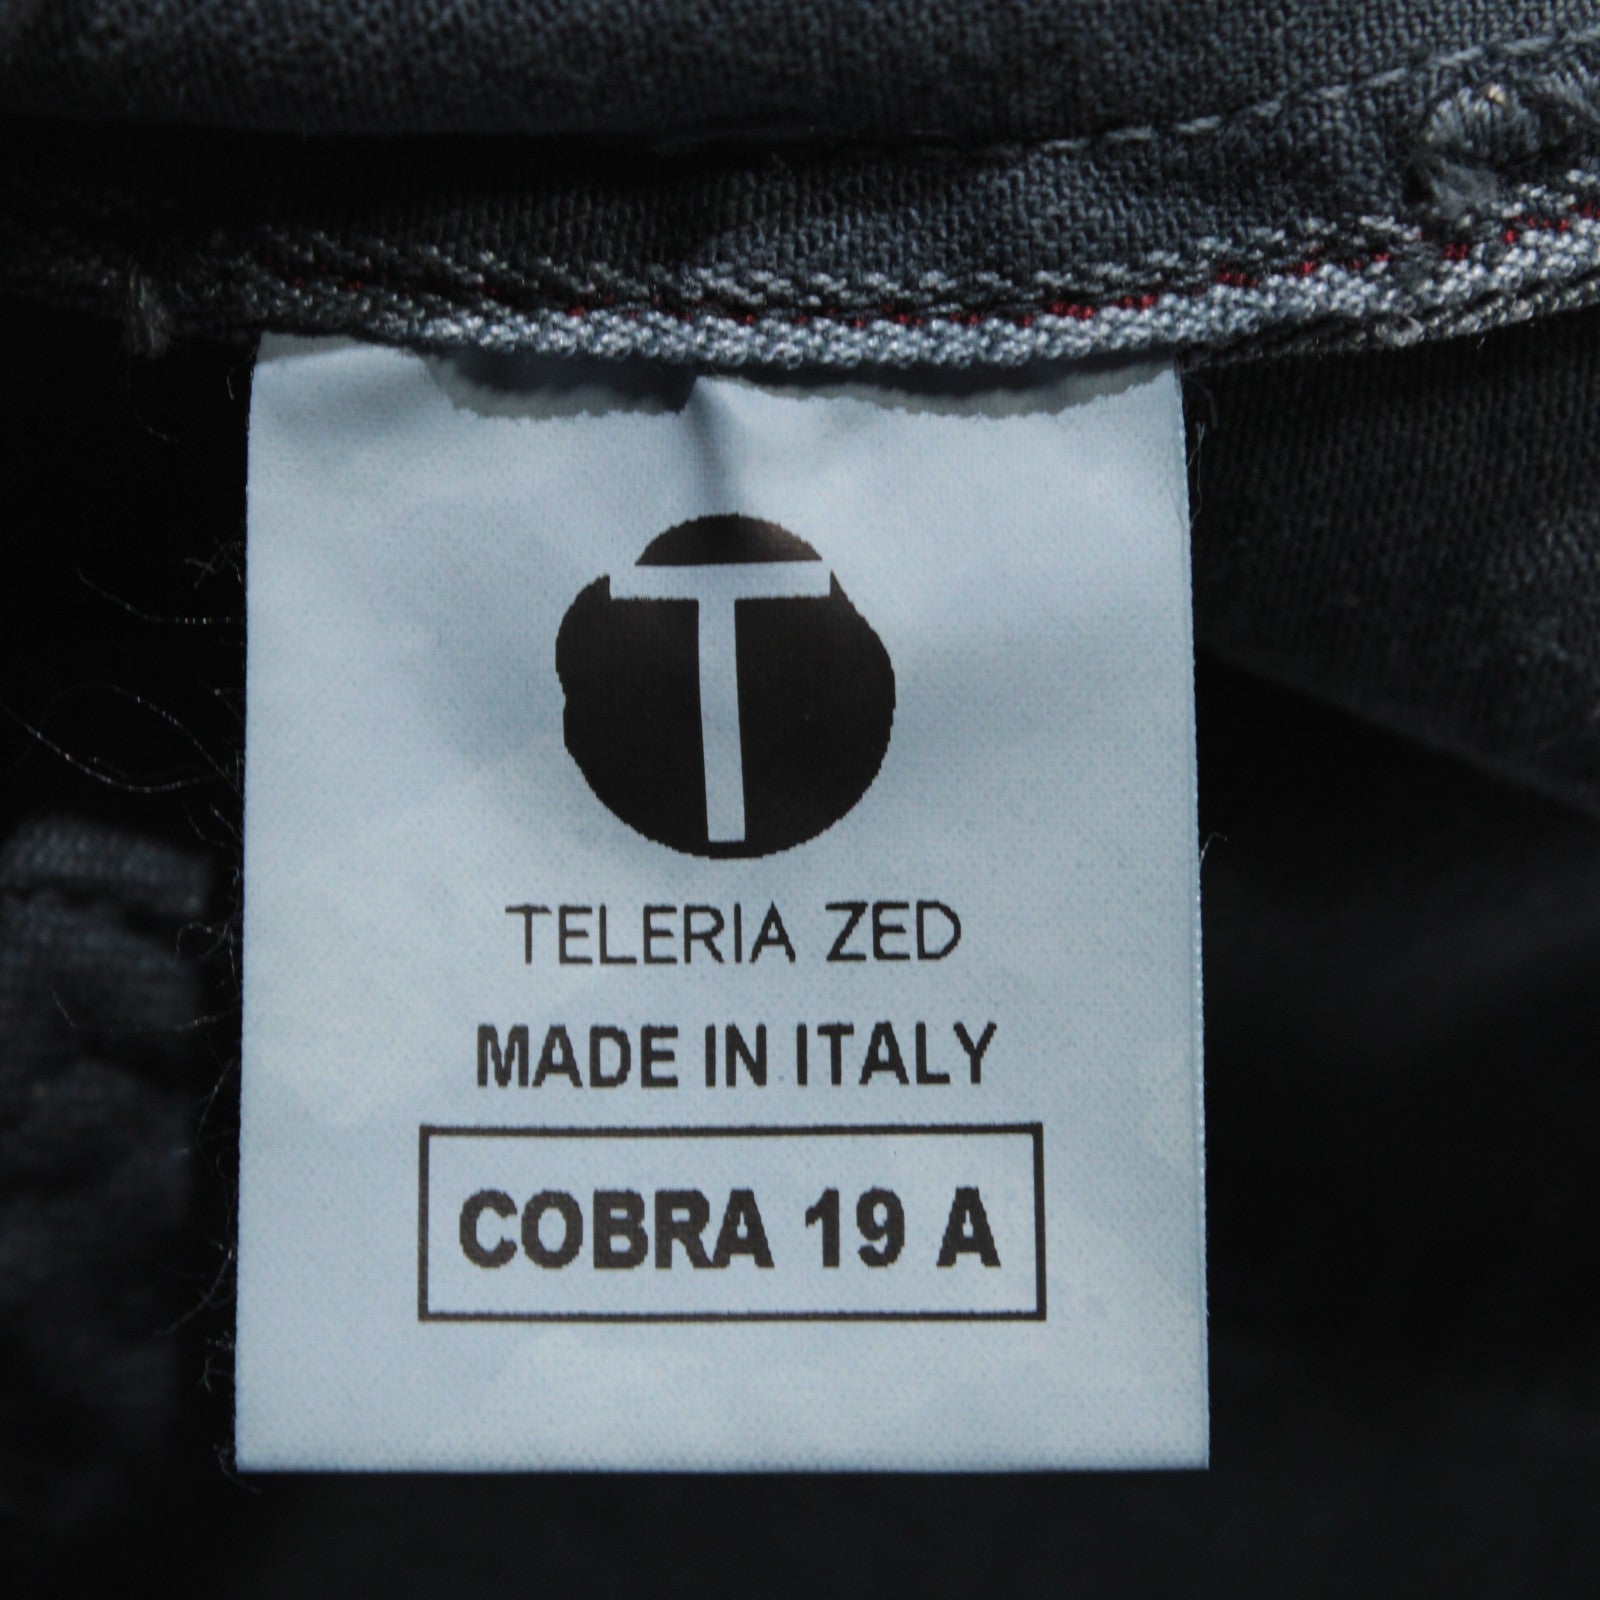 T
TELERIA ZED
MADE IN ITALY
COBRA 19 A